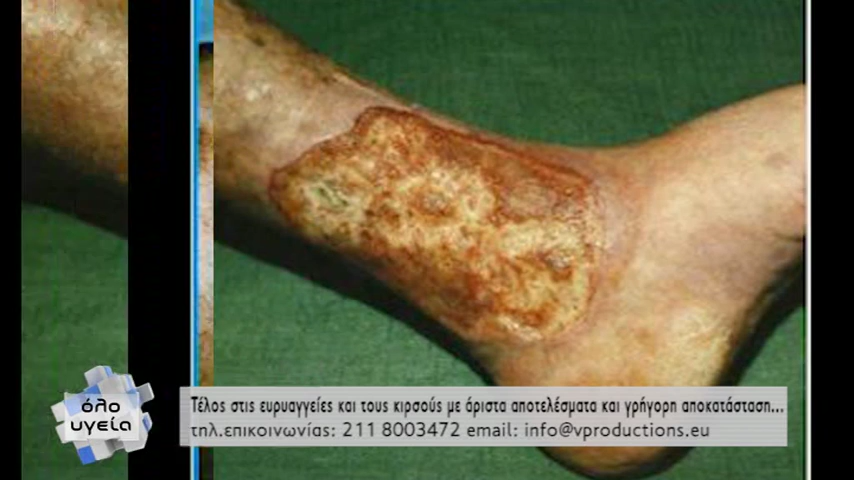 όλο
υγεία
Τέλος στις ευρυαγγείες και τους κιρσούς με άριστα αποτελέσματα και γρήγορη αποκατάσταση...
τηλ.επικοινωνίας: 211 8003472 email: info@vproductions.eu